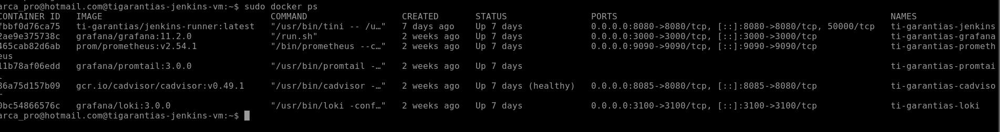 arca_pro@hotmail.com@tigarantias-jenkins-vm:~$ sudo docker ps
CONTAINER ID   IMAGE                                COMMAND                  CREATED       STATUS                  PORTS                                                    NAMES
fbbf0d76ca75   ti-garantias/jenkins-runner:latest   "/usr/bin/tini -- /u…"   7 days ago    Up 7 days               0.0.0.0:8080->8080/tcp, [::]:8080->8080/tcp, 50000/tcp   ti-garantias-jenkins
2ae9e375738c   grafana/grafana:11.2.0               "/run.sh"                2 weeks ago   Up 7 days               0.0.0.0:3000->3000/tcp, [::]:3000->3000/tcp              ti-garantias-grafana
465cab82d6ab   prom/prometheus:v2.54.1              "/bin/prometheus --c…"   2 weeks ago   Up 7 days               0.0.0.0:9090->9090/tcp, [::]:9090->9090/tcp              ti-garantias-prometh
eus
11b78af06edd   grafana/promtail:3.0.0               "/usr/bin/promtail -…"   2 weeks ago   Up 7 days                                                                        ti-garantias-promtai
l
86a75d157b09   gcr.io/cadvisor/cadvisor:v0.49.1     "/usr/bin/cadvisor -…"   2 weeks ago   Up 7 days (healthy)     0.0.0.0:8085->8080/tcp, [::]:8085->8080/tcp              ti-garantias-cadviso
r
0bc54866576c   grafana/loki:3.0.0                   "/usr/bin/loki -conf…"   2 weeks ago   Up 7 days               0.0.0.0:3100->3100/tcp, [::]:3100->3100/tcp              ti-garantias-loki
arca_pro@hotmail.com@tigarantias-jenkins-vm:~$